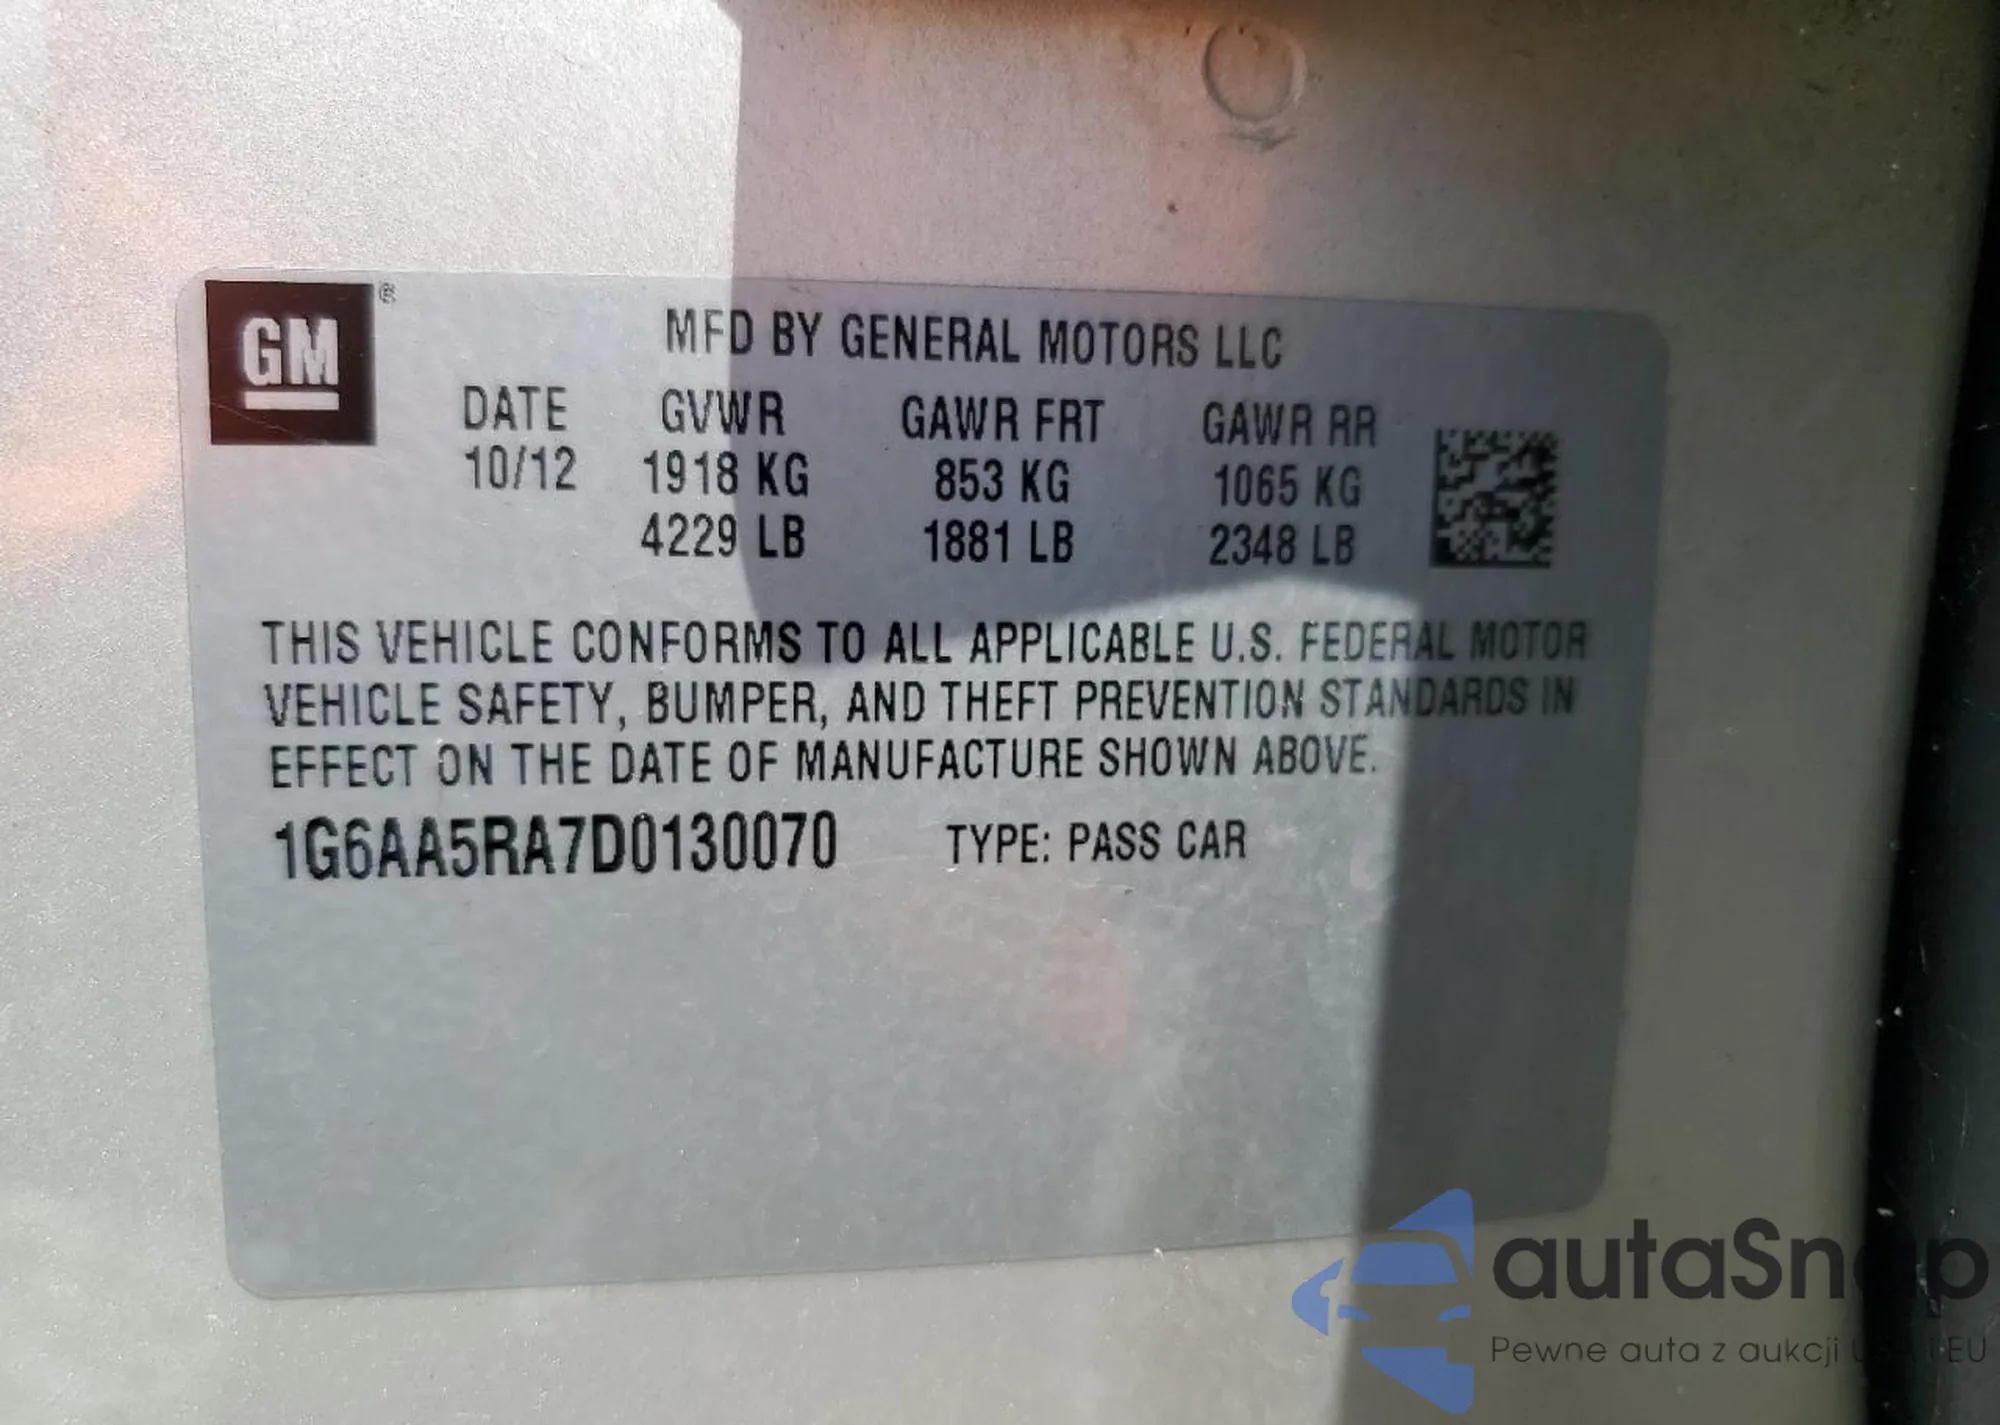 GM ®
MFD BY GENERAL MOTORS LLC
DATE GVWR GAWR FRT GAWR RR
10/12 1918 KG 853 KG 1065 KG
4229 LB 1881 LB 2348 LB
THIS VEHICLE CONFORMS TO ALL APPLICABLE U.S. FEDERAL MOTOR
VEHICLE SAFETY, BUMPER, AND THEFT PREVENTION STANDARDS IN
EFFECT ON THE DATE OF MANUFACTURE SHOWN ABOVE.
1G6AA5RA7D0130070 TYPE: PASS CAR
autaSnap
Pewne auta z aukcji USA i EU